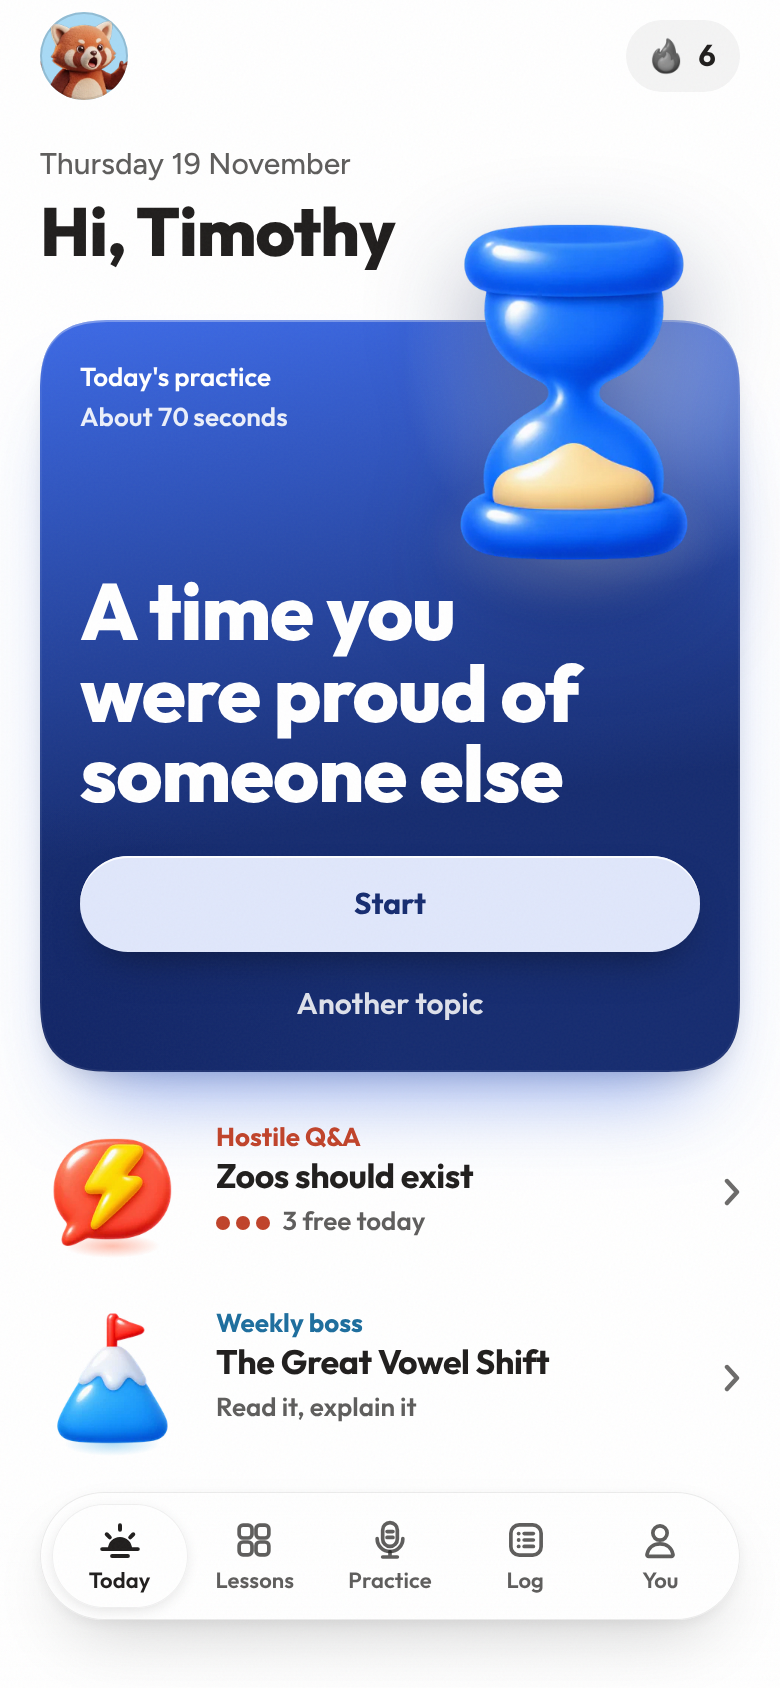 6
Thursday 19 November
Hi, Timothy
Today's practice
About 70 seconds
A time you
were proud of
someone else
Start
Another topic
Hostile Q&A
Zoos should exist
3 free today
Weekly boss
The Great Vowel Shift
Read it, explain it
Today Lessons Practice Log You